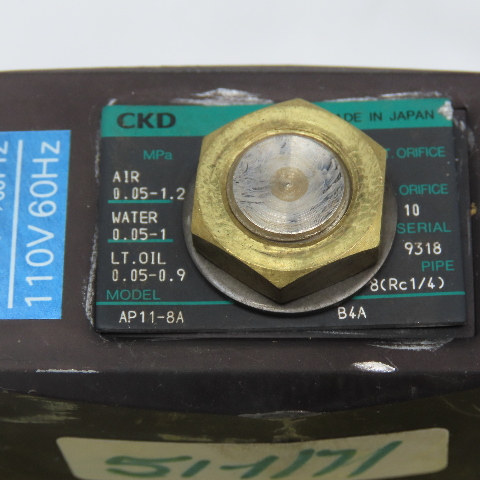 CKD
MADE IN JAPAN
MPa
T. ORIFICE
AIR
0.05-1.2
ORIFICE
WATER
10
0.05-1
SERIAL
9318
LT.OIL
0.05-0.9
PIPE
8(Rc1/4)
MODEL
AP11-8A
B4A
110V 60Hz